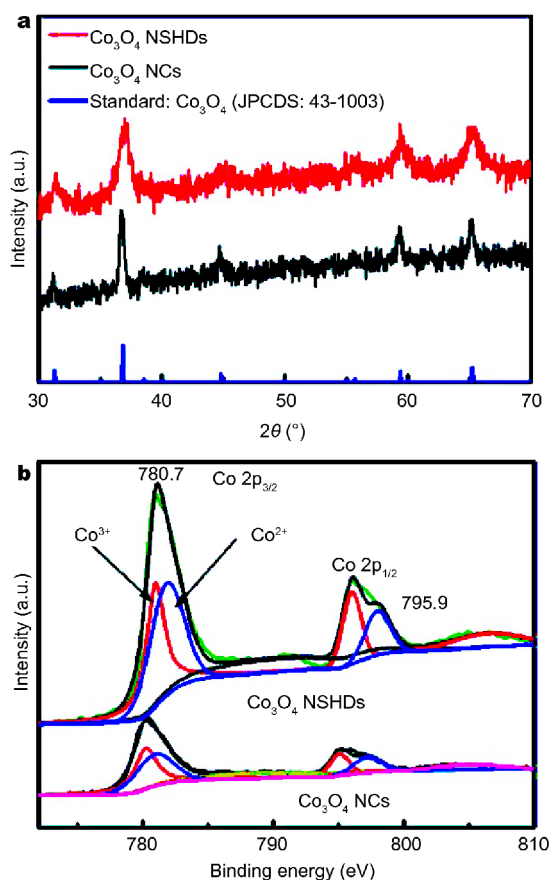 a
Co₃O₄ NSHDs
Co₃O₄ NCs
Standard: Co₃O₄ (JPCDS: 43-1003)
Intensity (a.u.)
30 40 50 60 70
2θ (°)
b
780.7
Co 2p₃/₂
Co³⁺
Co²⁺
Co 2p₁/₂
795.9
Intensity (a.u.)
Co₃O₄ NSHDs
Co₃O₄ NCs
780 790 800 810
Binding energy (eV)